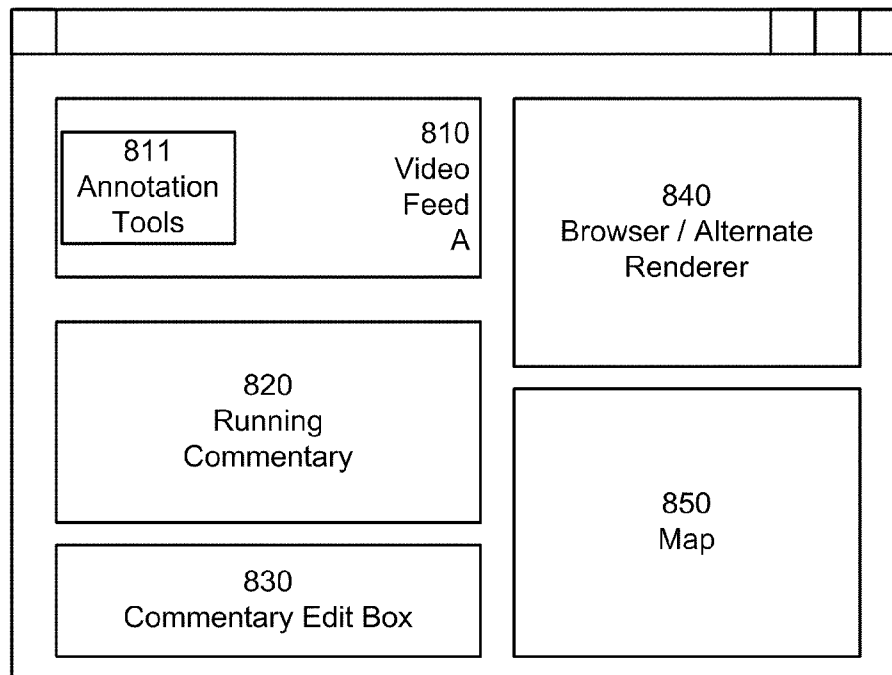 811
Annotation
Tools
810
Video
Feed
A
820
Running
Commentary
830
Commentary Edit Box
840
Browser / Alternate
Renderer
850
Map